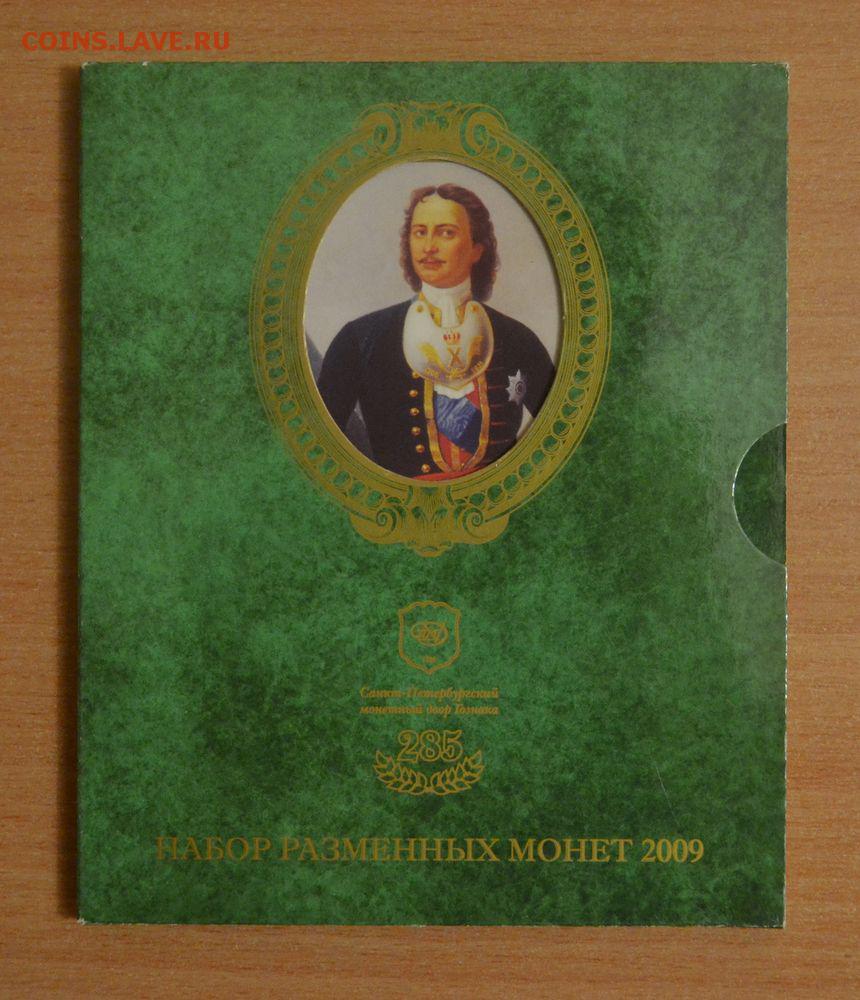 COINS.LAVE.RU
Санкт-Петербургский
монетный двор Гознака
285
НАБОР РАЗМЕННЫХ МОНЕТ 2009